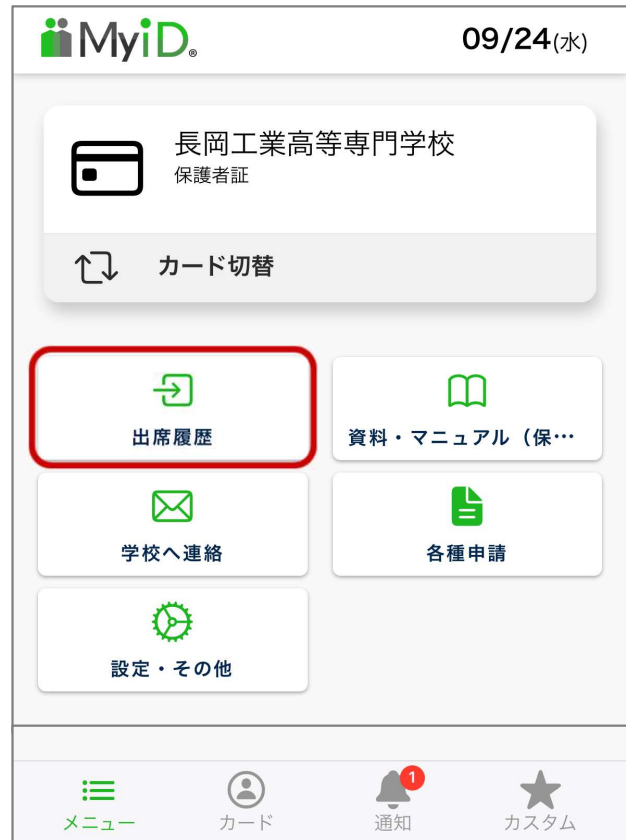 MyiD®
09/24(水)
長岡工業高等専門学校
保護者証
カード切替
出席履歴
資料・マニュアル（保…
学校へ連絡
各種申請
設定・その他
1
メニュー
カード
通知
カスタム